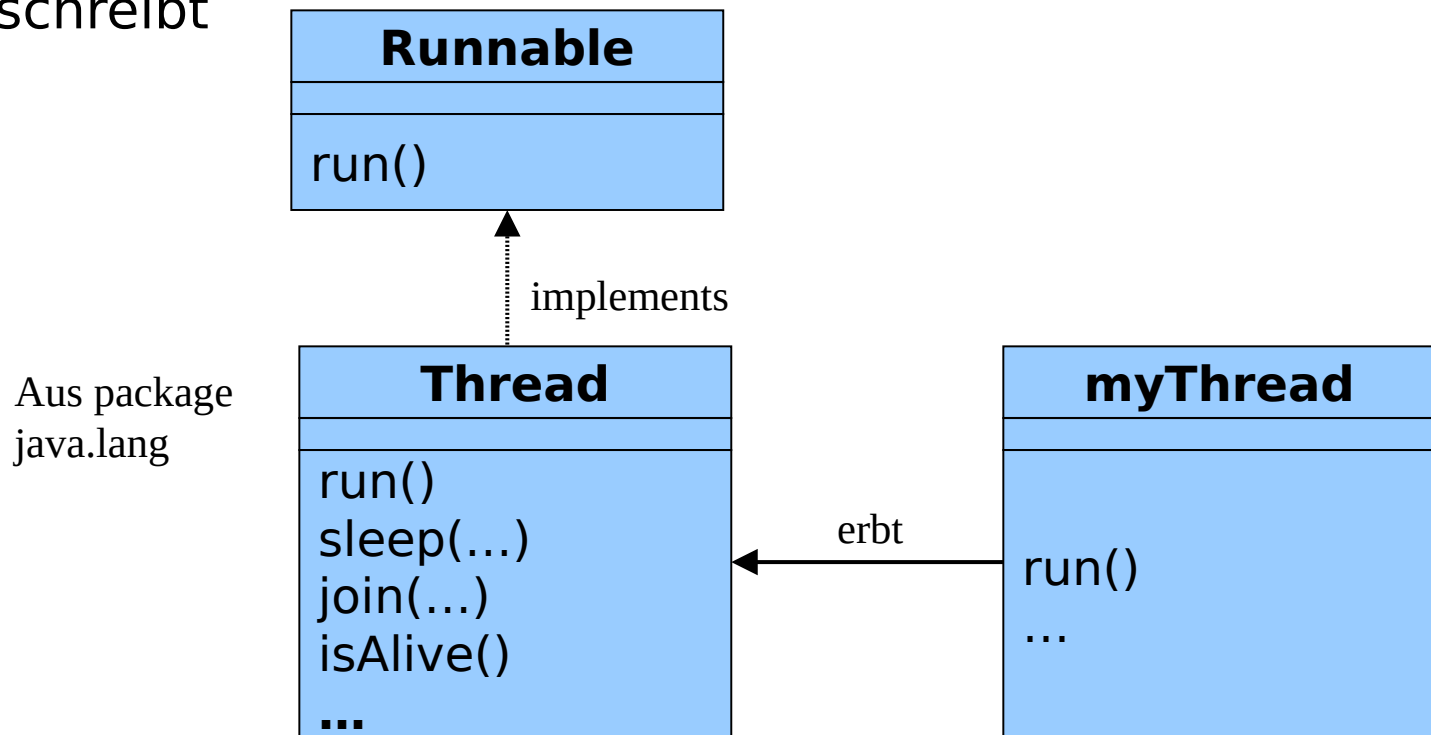 schreibt
Runnable
run()
implements
Aus package
java.lang
Thread
run()
sleep(...)
join(...)
isAlive()
...
erbt
myThread
run()
...